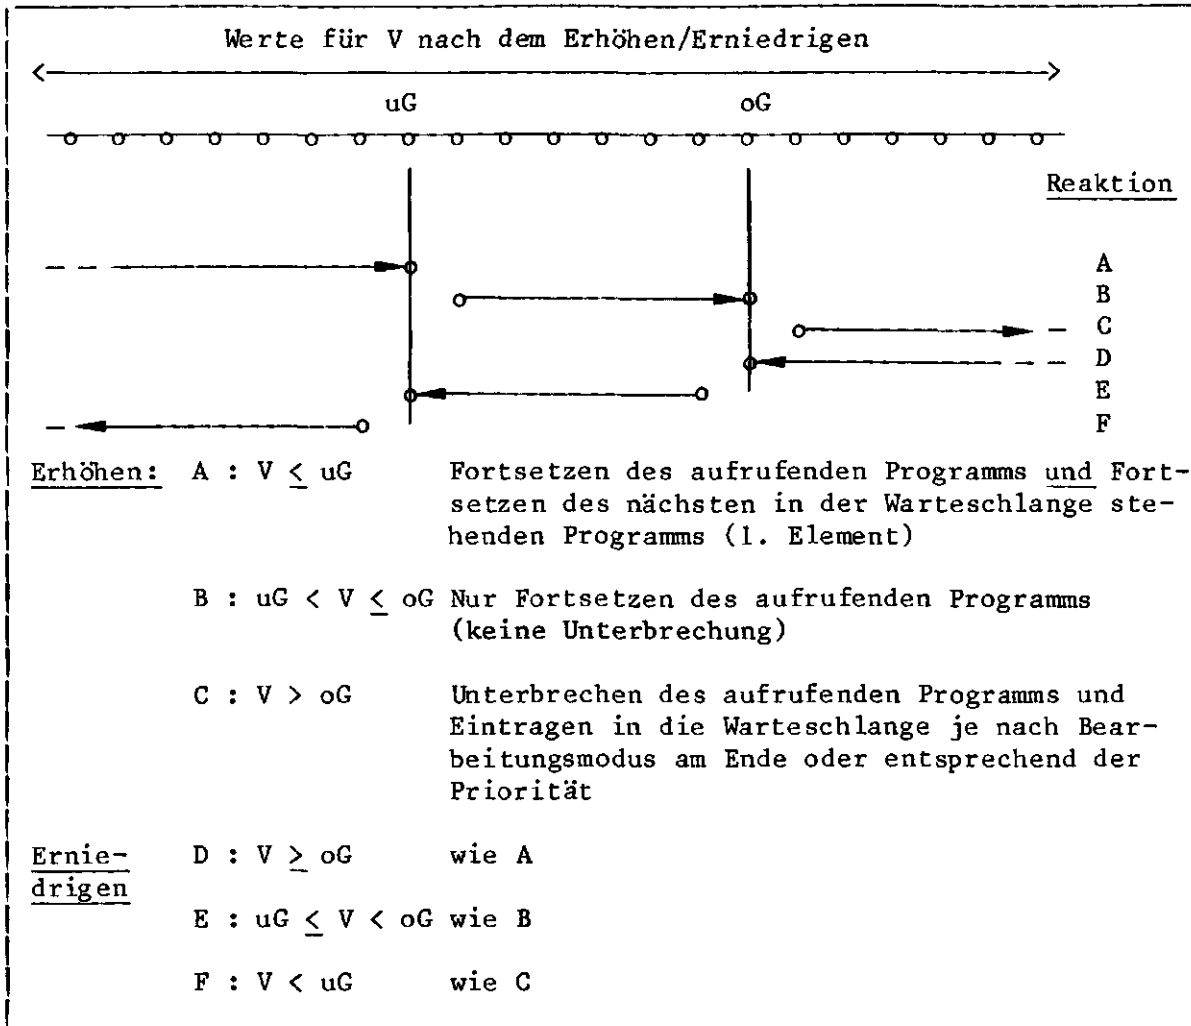 Werte für V nach dem Erhöhen/Erniedrigen
uG oG
Reaktion
A
B
C
D
E
F
Erhöhen: A : V ≤ uG Fortsetzen des aufrufenden Programms und Fort-
setzen des nächsten in der Warteschlange ste-
henden Programms (1. Element)
B : uG < V ≤ oG Nur Fortsetzen des aufrufenden Programms
(keine Unterbrechung)
C : V > oG Unterbrechen des aufrufenden Programms und
Eintragen in die Warteschlange je nach Bear-
beitungsmodus am Ende oder entsprechend der
Priorität
Ernie- D : V ≥ oG wie A
drigen
E : uG ≤ V < oG wie B
F : V < uG wie C